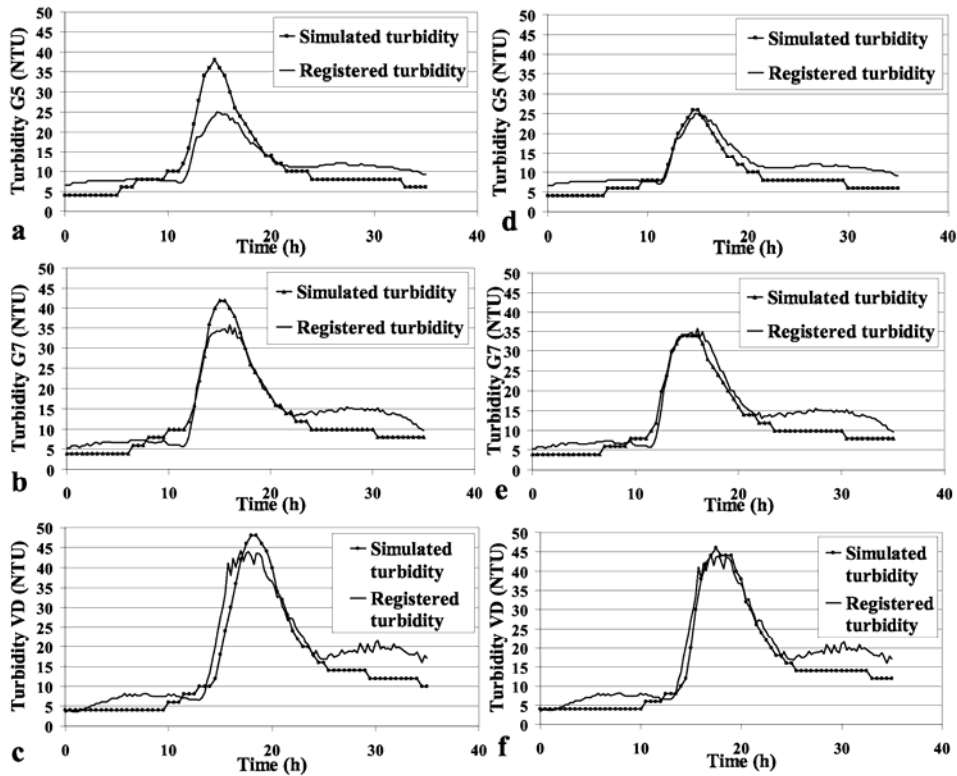 Turbidity G5 (NTU)
50
45
40
35
30
25
20
15
10
5
0
Simulated turbidity
Registered turbidity
0 10 20 30 40
Time (h)
a
Turbidity G5 (NTU)
50
45
40
35
30
25
20
15
10
5
0
Simulated turbidity
Registered turbidity
0 10 20 30 40
Time (h)
d
Turbidity G7 (NTU)
50
45
40
35
30
25
20
15
10
5
0
Simulated turbidity
Registered turbidity
0 10 20 30 40
Time (h)
b
Turbidity G7 (NTU)
50
45
40
35
30
25
20
15
10
5
0
Simulated turbidity
Registered turbidity
0 10 20 30 40
Time (h)
e
Turbidity VD (NTU)
50
45
40
35
30
25
20
15
10
5
0
Simulated
turbidity
Registered
turbidity
0 10 20 30 40
Time (h)
c
Turbidity VD (NTU)
50
45
40
35
30
25
20
15
10
5
0
Simulated
turbidity
Registered
turbidity
0 10 20 30 40
Time (h)
f